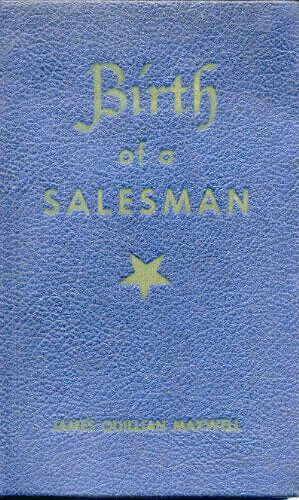 Birth
of a
SALESMAN
JAMES QUILLIAN MAXWELL